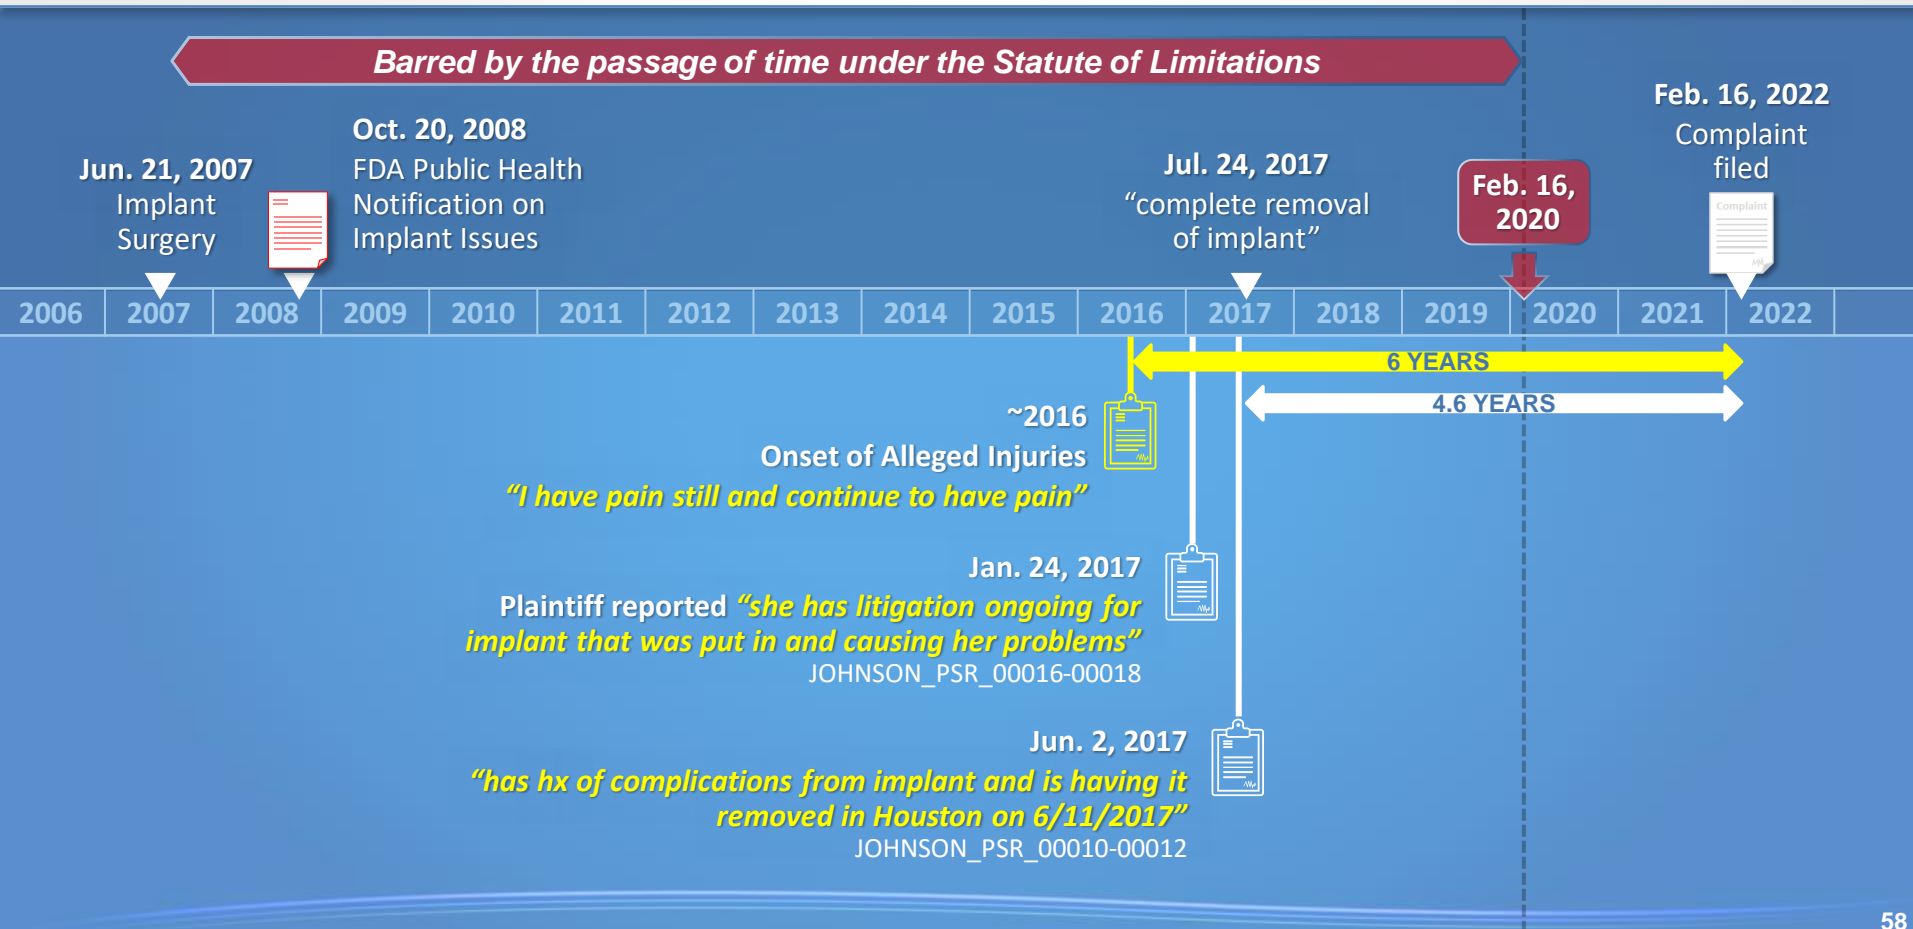 Barred by the passage of time under the Statute of Limitations
Jun. 21, 2007
Implant
Surgery
Oct. 20, 2008
FDA Public Health
Notification on
Implant Issues
Jul. 24, 2017
“complete removal
of implant”
Feb. 16,
2020
Feb. 16, 2022
Complaint
filed
Complaint
2006 2007 2008 2009 2010 2011 2012 2013 2014 2015 2016 2017 2018 2019 2020 2021 2022
6 YEARS
4.6 YEARS
~2016
Onset of Alleged Injuries
“I have pain still and continue to have pain”
Jan. 24, 2017
Plaintiff reported “she has litigation ongoing for
implant that was put in and causing her problems”
JOHNSON_PSR_00016-00018
Jun. 2, 2017
“has hx of complications from implant and is having it
removed in Houston on 6/11/2017”
JOHNSON_PSR_00010-00012
58